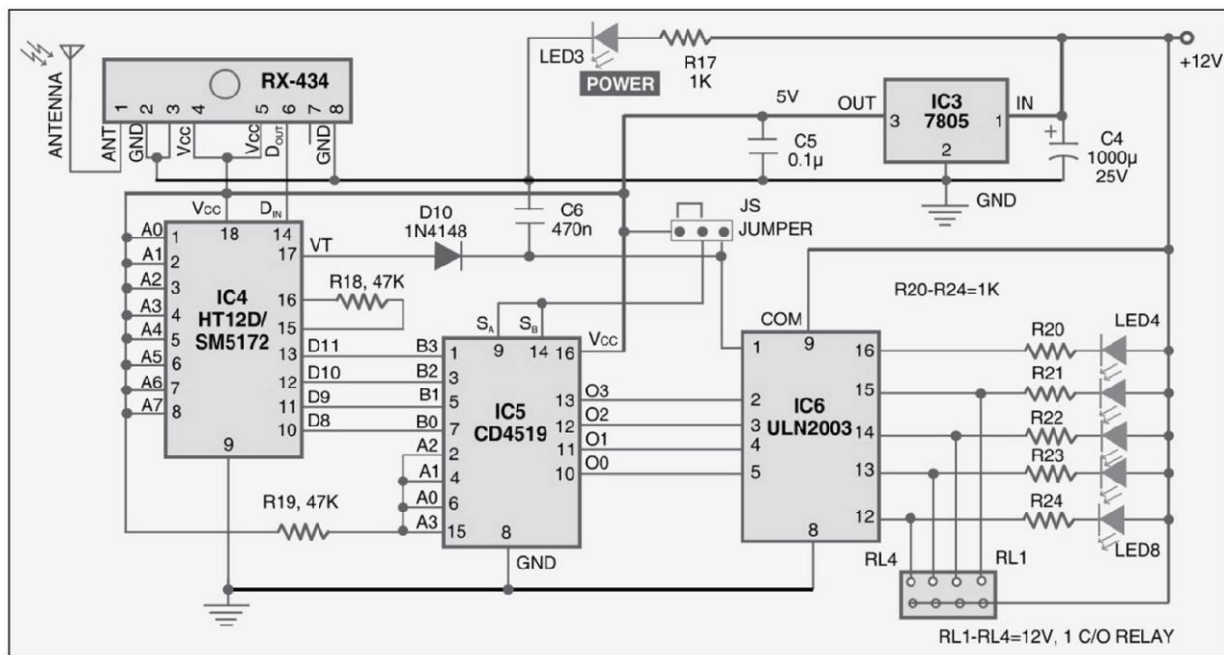 ANTENNA
RX-434
1 2 3 4 5 6 7 8
ANT
GND
Vcc
Vcc
DOUT
GND
LED3
POWER
R17
1K
+12V
5V
OUT
3
IC3
7805
1
IN
2
GND
C5
0.1µ
+
C4
1000µ
25V
VCC
DIN
18
14
A0
A1
A2
A3
A4
A5
A6
A7
1
2
3
4
5
6
7
8
IC4
HT12D/
SM5172
17
16
15
13
12
11
10
9
VT
D10
1N4148
C6
470n
JS
JUMPER
R18, 47K
D11
D10
D9
D8
R19, 47K
SA
SB
9
14
VCC
16
B3
B2
B1
B0
A2
A1
A0
A3
1
3
5
7
2
4
6
15
IC5
CD4519
13
12
11
10
8
GND
O3
O2
O1
O0
COM
9
1
2
3
4
5
IC6
ULN2003
16
15
14
13
12
8
R20-R24=1K
R20
R21
R22
R23
R24
LED4
LED8
RL4
RL1
RL1-RL4=12V, 1 C/O RELAY